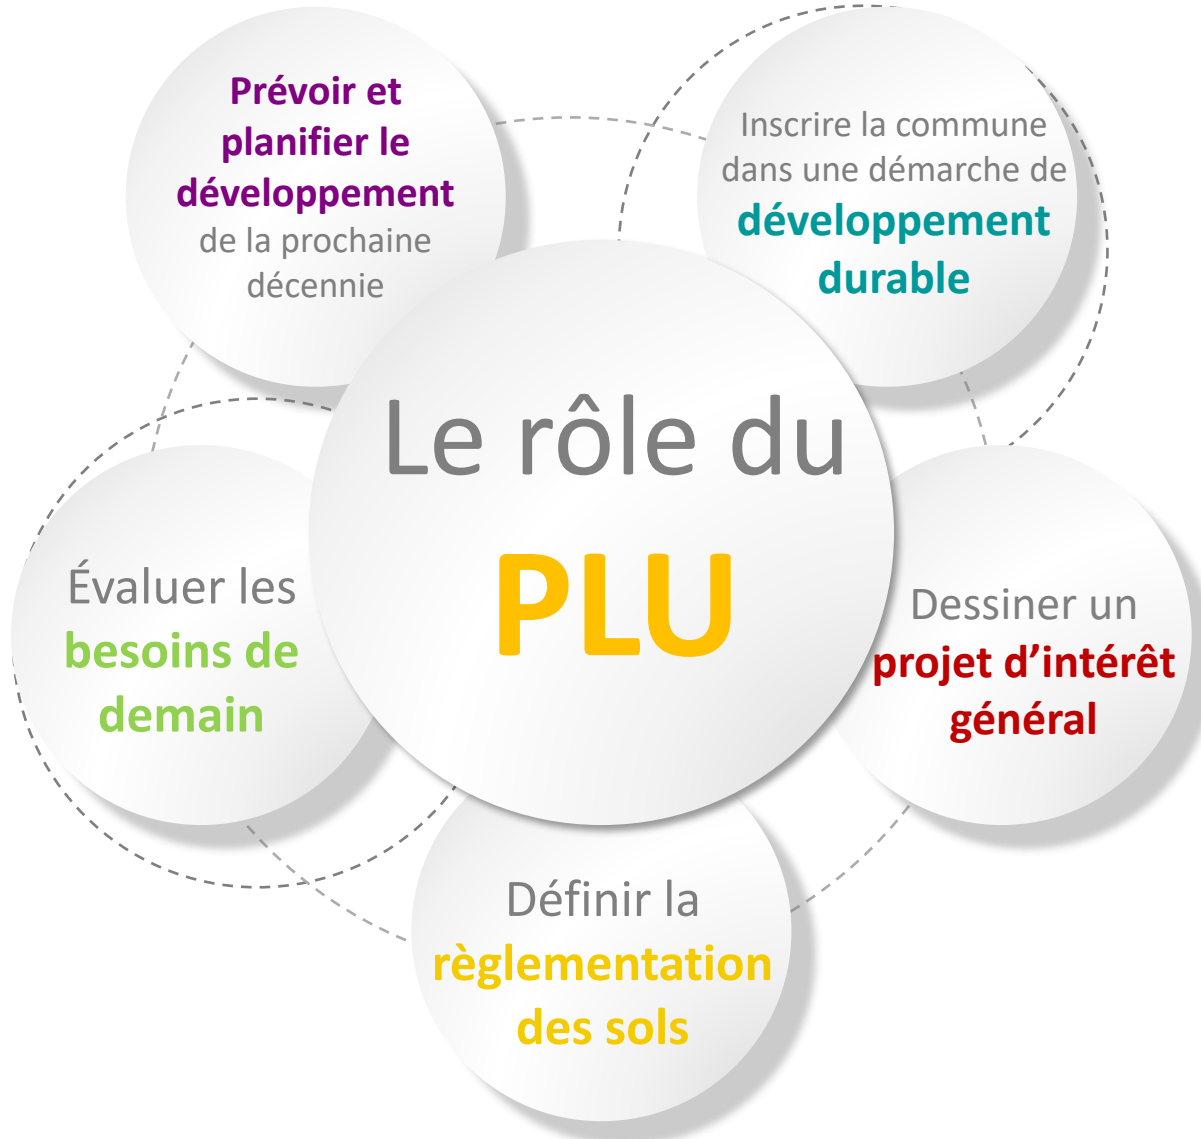 Prévoir et
planifier le
développement
de la prochaine
décennie
Inscrire la commune
dans une démarche de
développement
durable
Le rôle du
PLU
Évaluer les
besoins de
demain
Dessiner un
projet d’intérêt
général
Définir la
règlementation
des sols